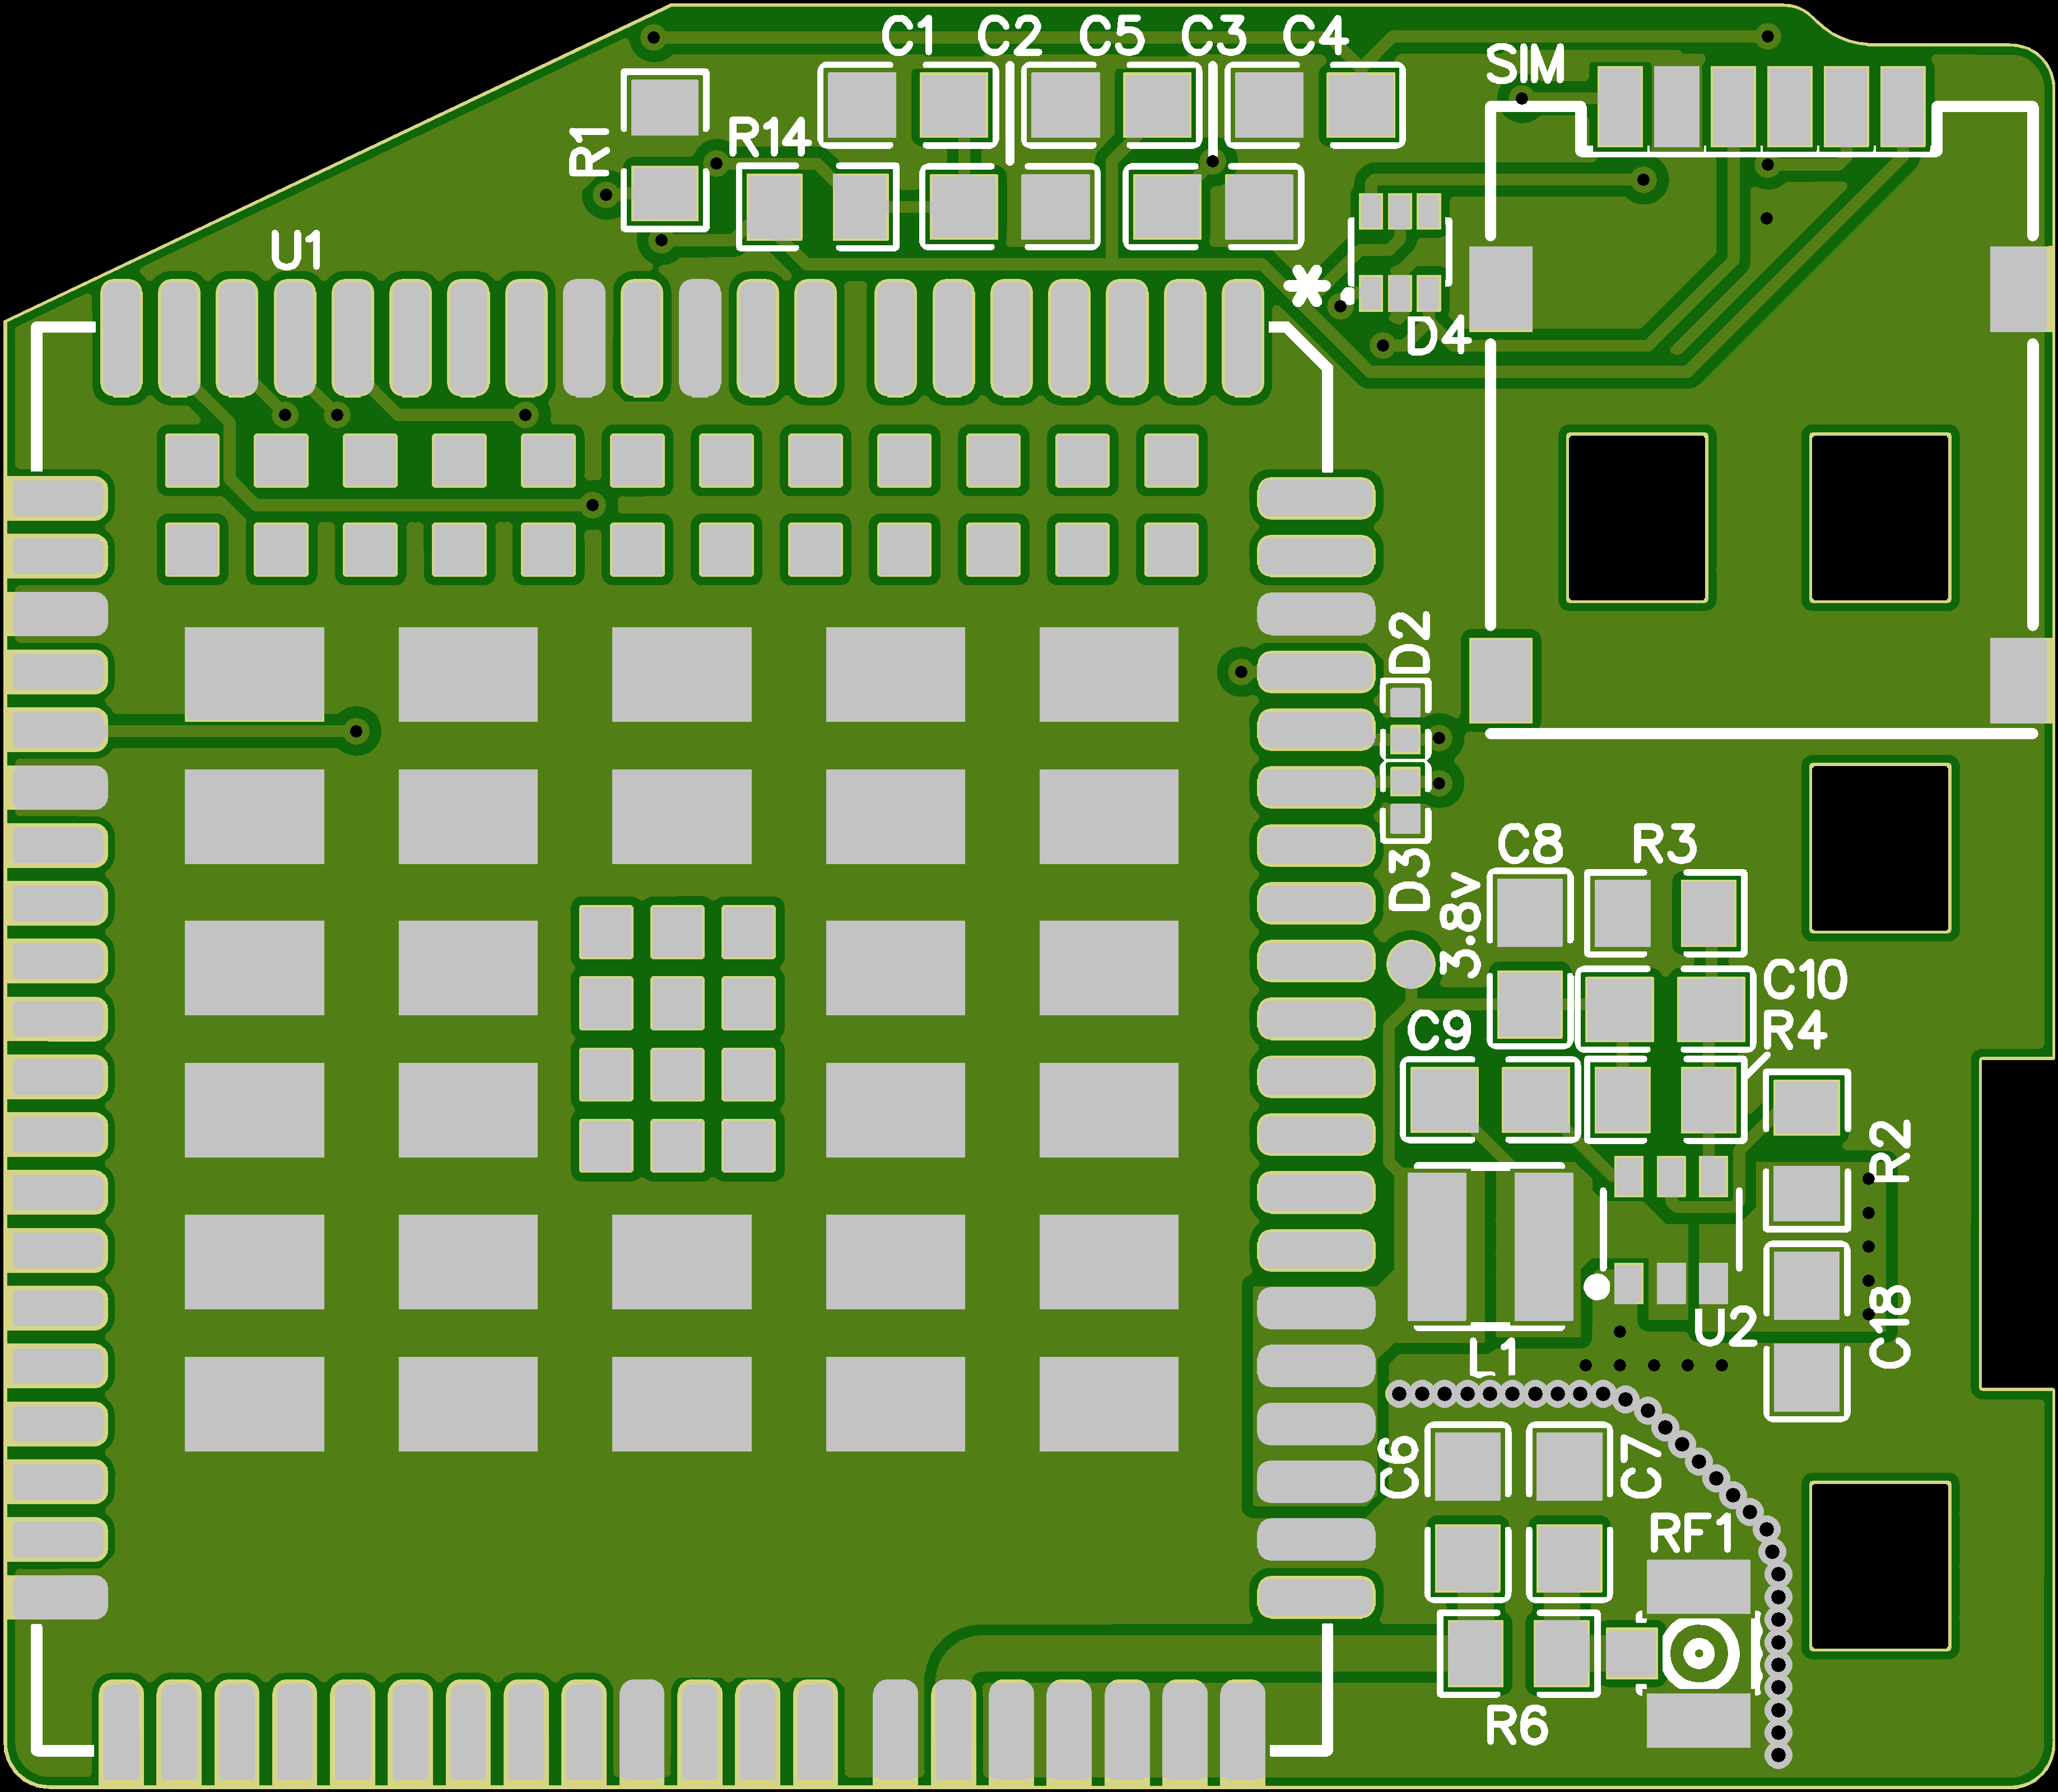 C1 C2 C5 C3 C4
SIM
R1
R14
U1
*
D4
D2
D3
C8
R3
3.8v
C10
C9
R4
R2
U2
L1
C18
C6
C7
RF1
R6